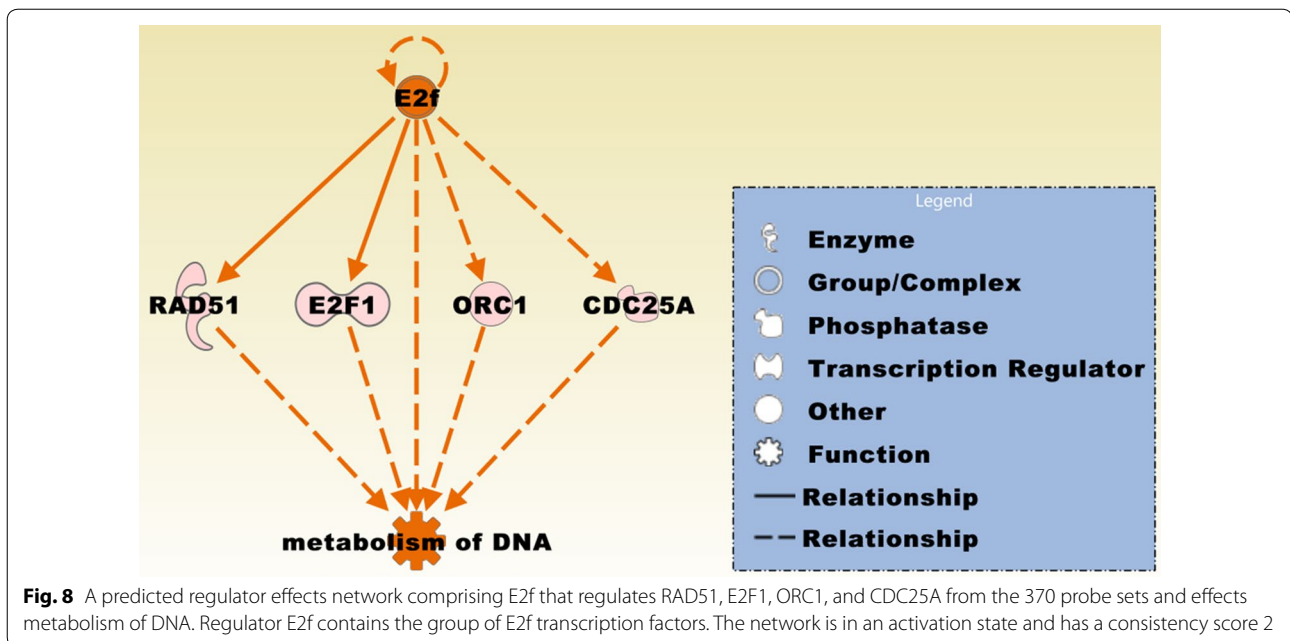 E2f
RAD51
E2F1
ORC1
CDC25A
metabolism of DNA
Legend
Enzyme
Group/Complex
Phosphatase
Transcription Regulator
Other
Function
Relationship
Relationship
Fig. 8 A predicted regulator effects network comprising E2f that regulates RAD51, E2F1, ORC1, and CDC25A from the 370 probe sets and effects
metabolism of DNA. Regulator E2f contains the group of E2f transcription factors. The network is in an activation state and has a consistency score 2